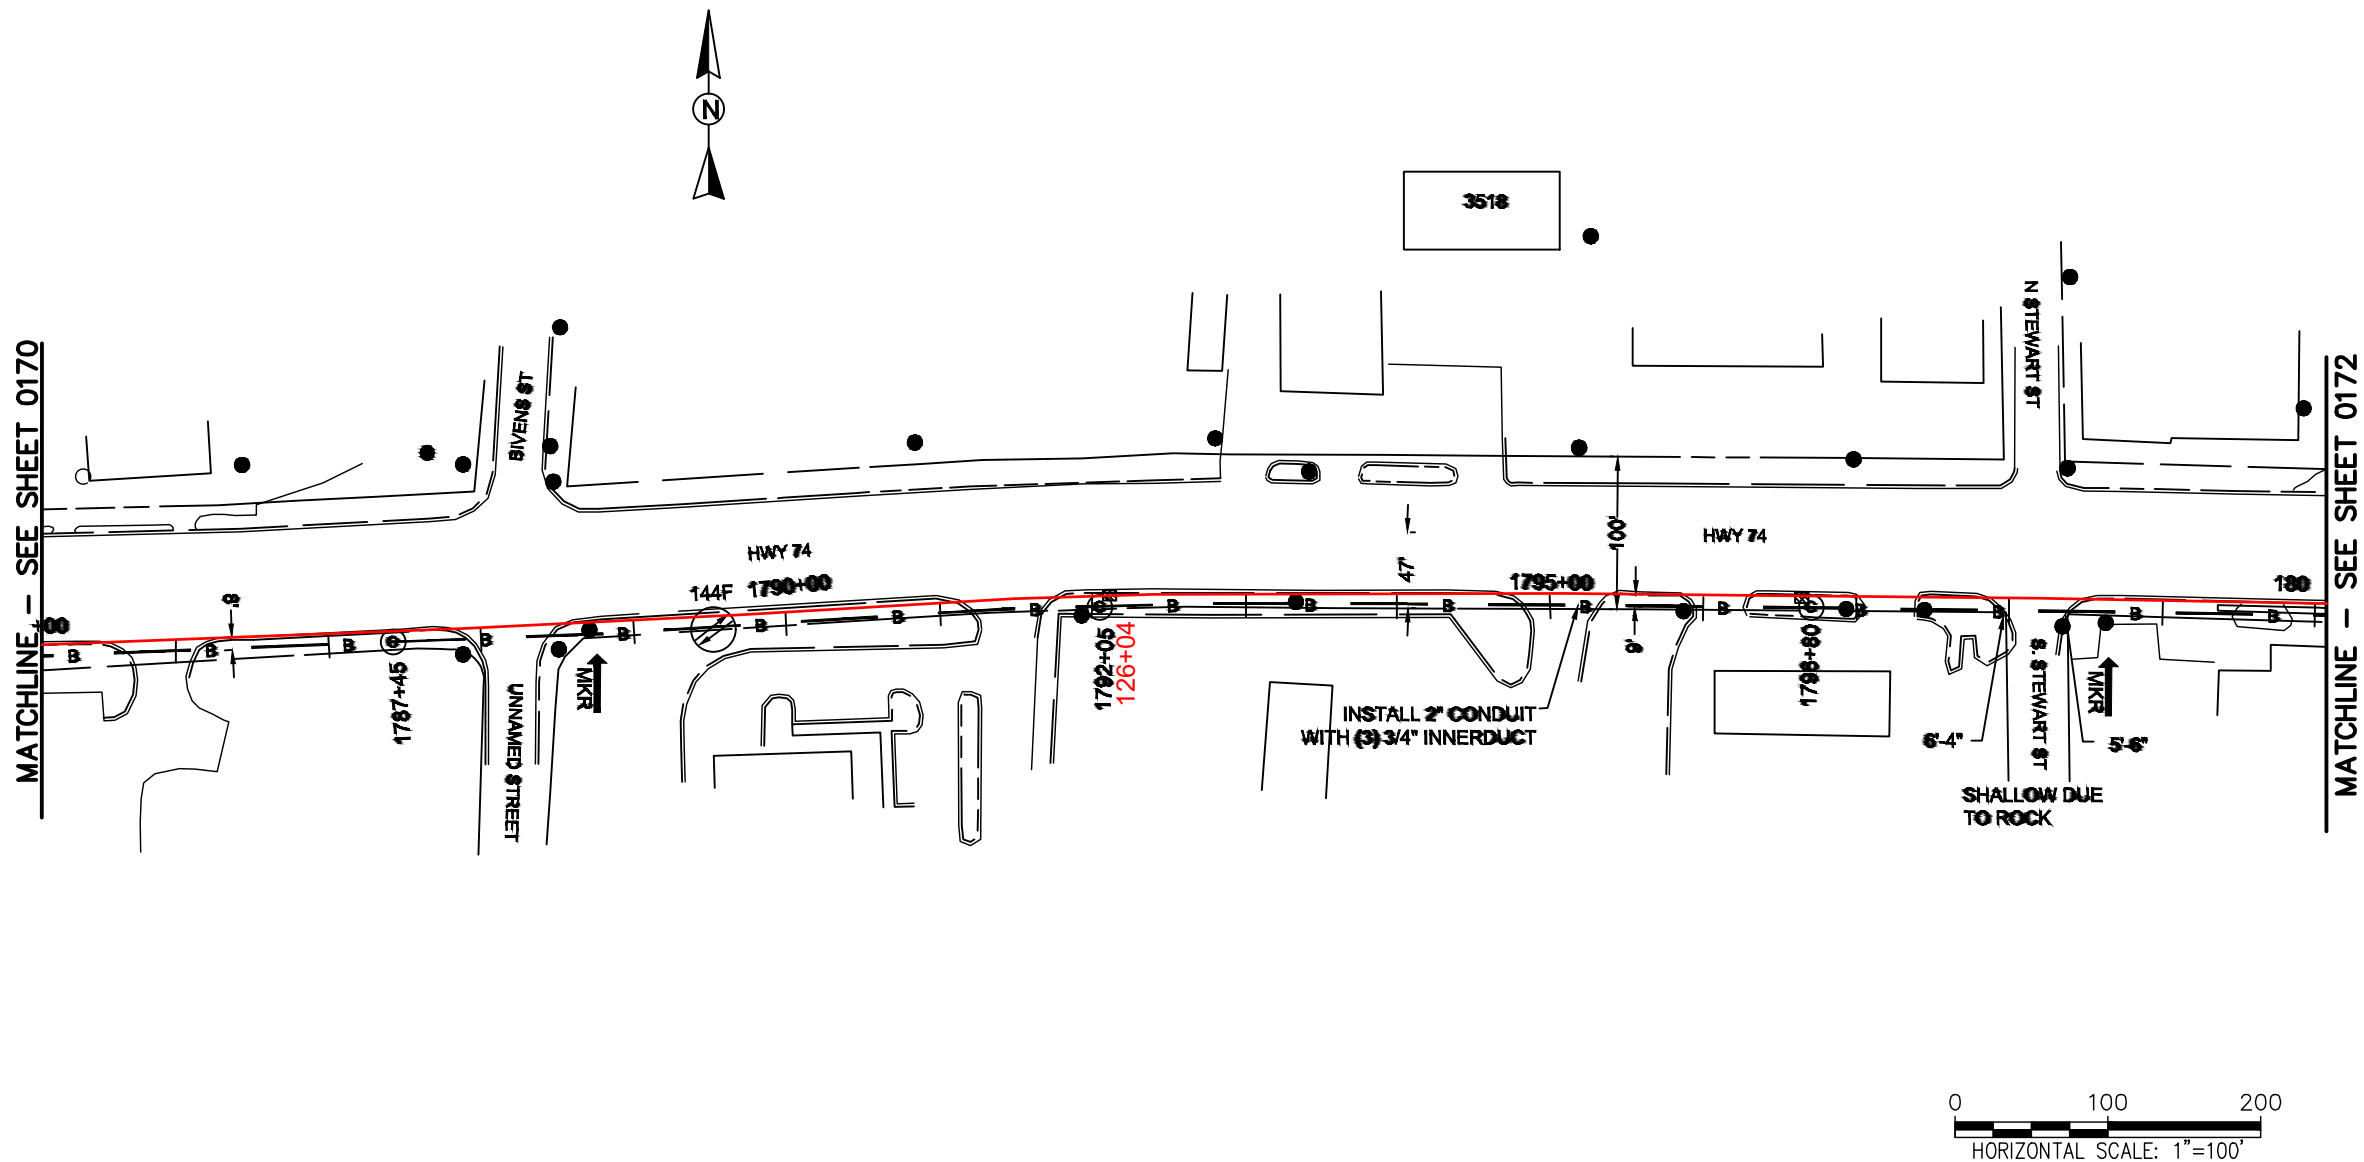 N
3518
MATCHLINE - SEE SHEET 0170
BIVENS ST
N STEWART ST
MATCHLINE - SEE SHEET 0172
HWY 74
HWY 74
100'
47'
144F
1790+00
1795+00
180
+00
8'
9'
B B B B B B B B B B B B B B B B B
C C C
1787+45
1792+05
126+04
1796+80
MKR
MKR
UNNAMED STREET
S. STEWART ST
INSTALL 2" CONDUIT
WITH (3) 3/4" INNERDUCT
6'-4"
5'-6"
SHALLOW DUE
TO ROCK
0 100 200
HORIZONTAL SCALE: 1"=100'